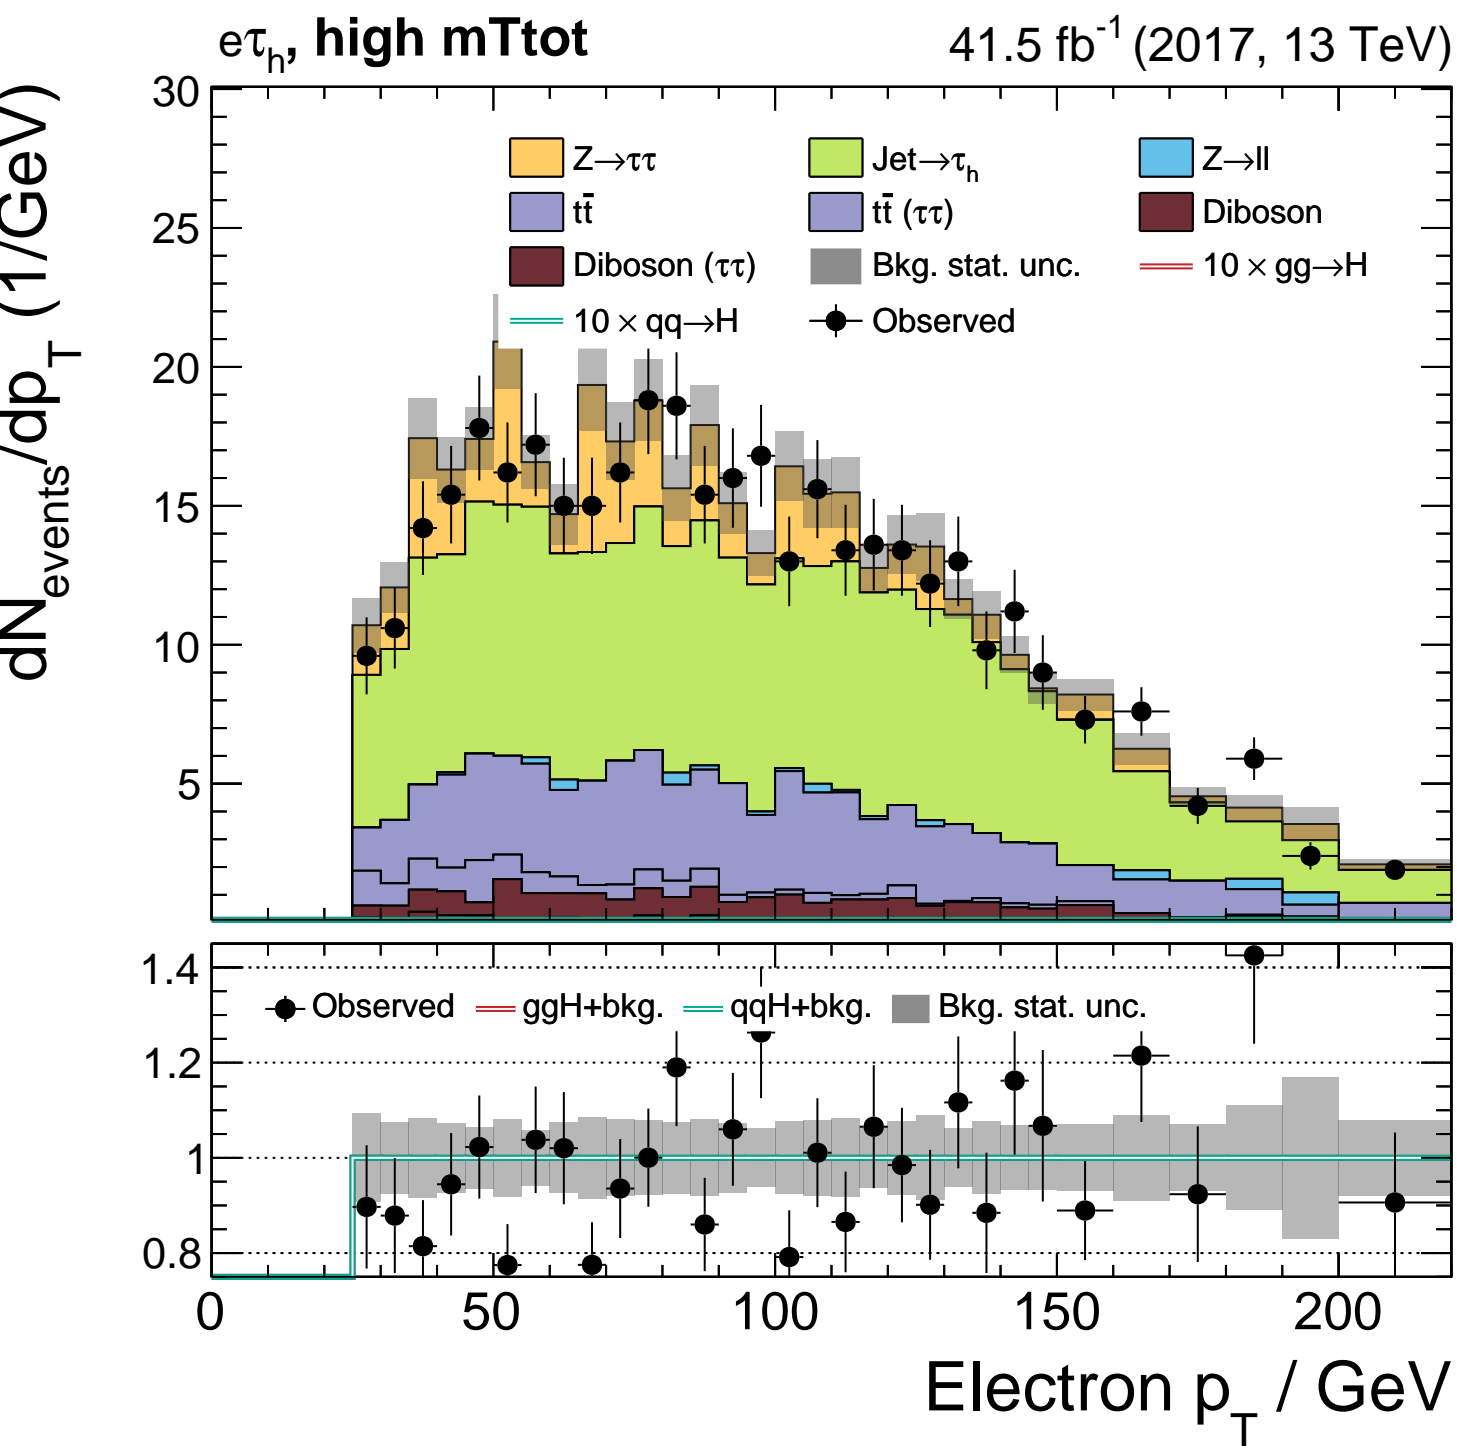 eτh, high mTtot 41.5 fb-1 (2017, 13 TeV)
dNevents/dpT (1/GeV)
30
25
20
15
10
5
Z→ττ Jet→τh Z→ll
tt̄ tt̄ (ττ) Diboson
Diboson (ττ) Bkg. stat. unc. 10 × gg→H
10 × qq→H Observed
1.4
1.2
1
0.8
Observed ggH+bkg. qqH+bkg. Bkg. stat. unc.
0 50 100 150 200
Electron pT / GeV